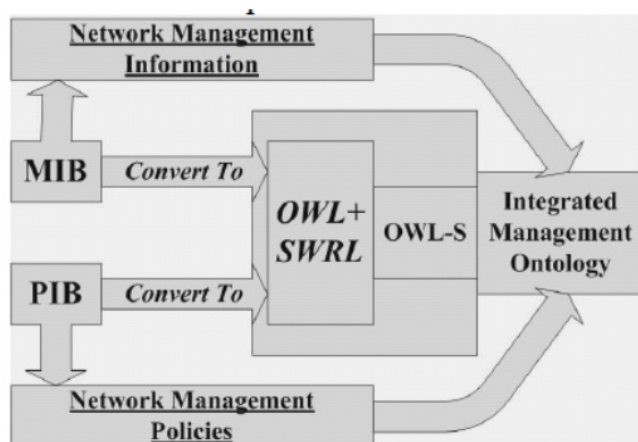 Network Management
Information
MIB
Convert To
OWL+
SWRL
OWL-S
Integrated
Management
Ontology
PIB
Convert To
Network Management
Policies